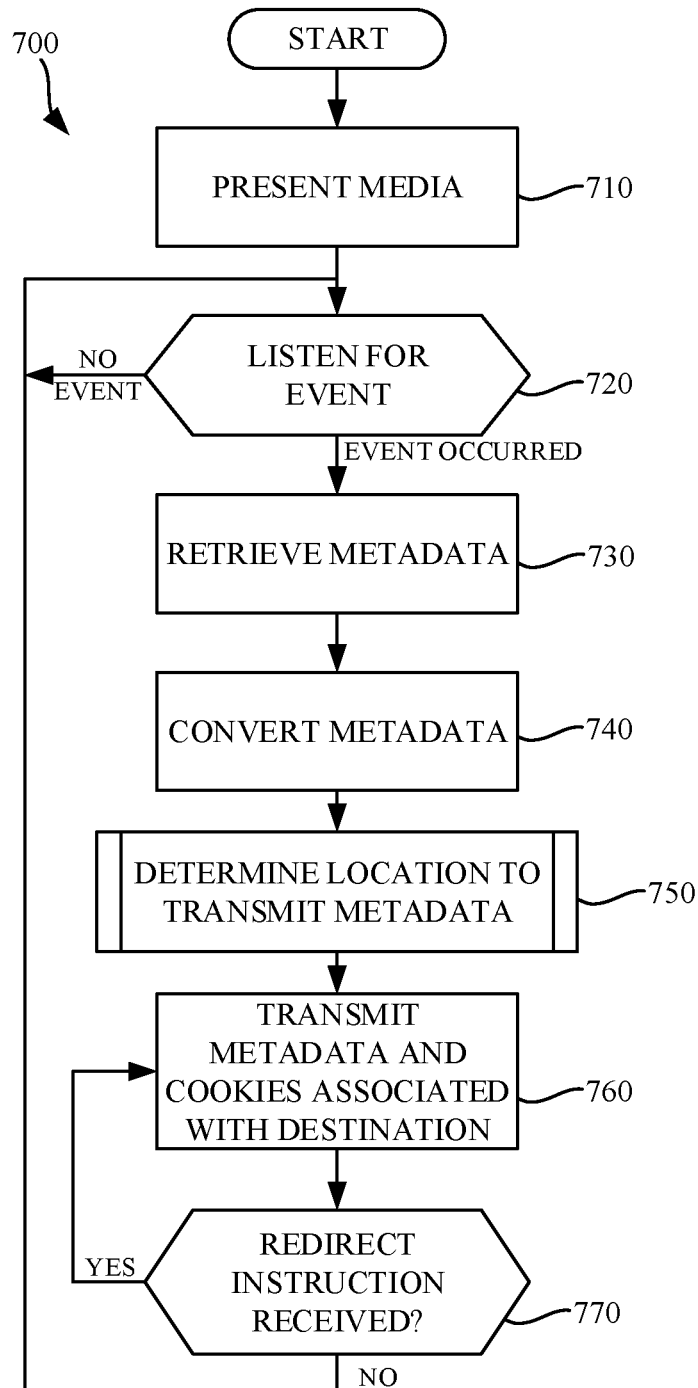 START
700
PRESENT MEDIA
710
LISTEN FOR
EVENT
720
NO
EVENT
EVENT OCCURRED
RETRIEVE METADATA
730
CONVERT METADATA
740
DETERMINE LOCATION TO
TRANSMIT METADATA
750
TRANSMIT
METADATA AND
COOKIES ASSOCIATED
WITH DESTINATION
760
REDIRECT
INSTRUCTION
RECEIVED?
770
YES
NO